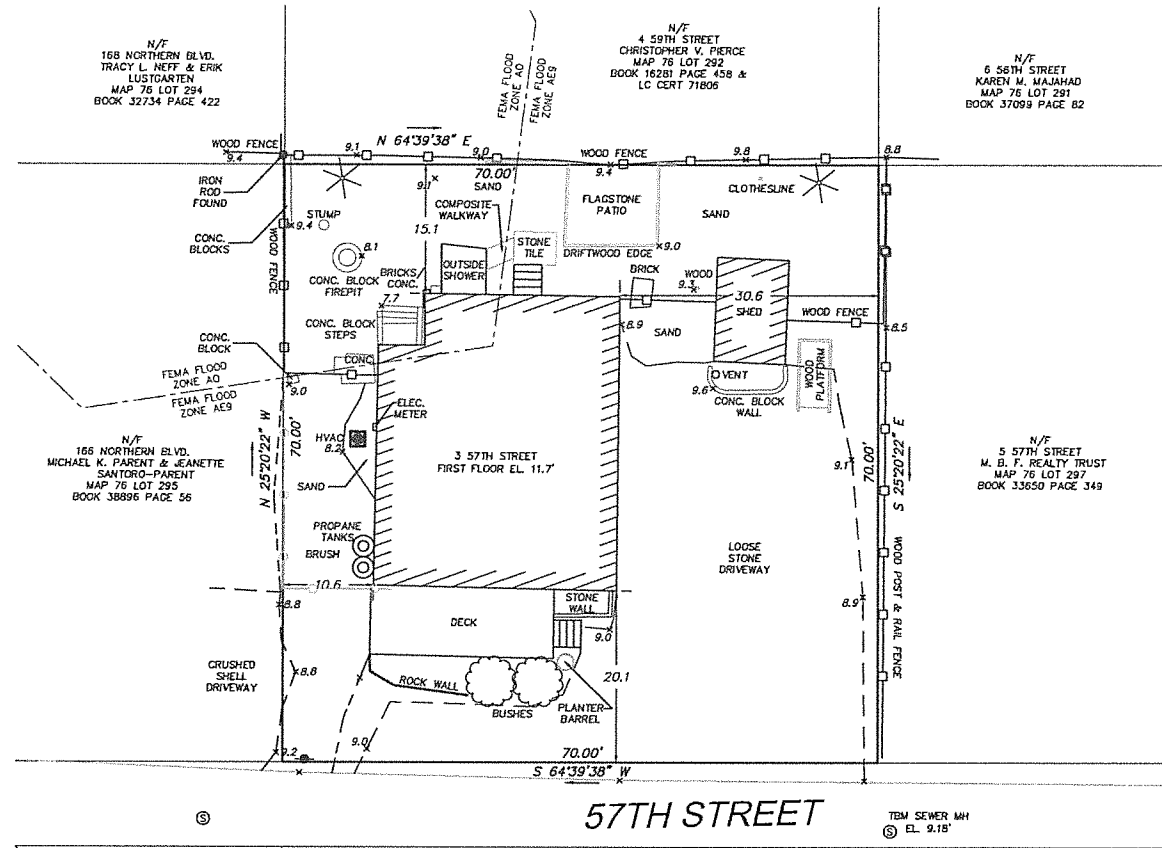 N/F
168 NORTHERN BLVD.
TRACY L. NEFF & ERIK
LUSTGARTEN
MAP 76 LOT 294
BOOK 32734 PAGE 422
N/F
4 59TH STREET
CHRISTOPHER V. PIERCE
MAP 76 LOT 292
BOOK 16281 PAGE 458 &
LC CERT 71806
N/F
6 56TH STREET
KAREN M. MAJAHAD
MAP 76 LOT 291
BOOK 37099 PAGE 82
FEMA FLOOD
ZONE AO
FEMA FLOOD
ZONE AE9
WOOD FENCE
9.4
9.1
N 64°39'38" E
9.0
70.00'
SAND
9.1
WOOD FENCE
9.4
9.8
8.8
IRON
ROD
FOUND
CONC.
BLOCKS
WOOD FENCE
9.4
STUMP
8.1
CONC. BLOCK
FIREPIT
15.1
COMPOSITE
WALKWAY
OUTSIDE
SHOWER
STONE
TILE
FLAGSTONE
PATIO
DRIFTWOOD EDGE
9.0
CLOTHESLINE
SAND
BRICKS
CONC.
7.7
CONC. BLOCK
STEPS
BRICK
WOOD
9.3
30.6
SHED
WOOD FENCE
8.5
8.9
SAND
CONC.
BLOCK
CONC.
FEMA FLOOD
ZONE AO
FEMA FLOOD
ZONE AE9
9.0
VENT
9.6
CONC. BLOCK
WALL
WOOD
PLATFORM
ELEC.
METER
HVAC
8.2
SAND
N 25°20'22" W
70.00'
N/F
166 NORTHERN BLVD.
MICHAEL K. PARENT & JEANETTE
SANTORO-PARENT
MAP 76 LOT 295
BOOK 38896 PAGE 56
3 57TH STREET
FIRST FLOOR EL. 11.7'
9.1
70.00'
S 25°20'22" E
N/F
5 57TH STREET
M. B. F. REALTY TRUST
MAP 76 LOT 297
BOOK 33650 PAGE 349
PROPANE
TANKS
BRUSH
10.6
LOOSE
STONE
DRIVEWAY
WOOD POST & RAIL FENCE
8.8
8.9
DECK
STONE
WALL
9.0
CRUSHED
SHELL
DRIVEWAY
8.8
ROCK WALL
BUSHES
PLANTER
BARREL
20.1
9.2
9.0
70.00'
S 64°39'38" W
57TH STREET
S
TBM SEWER MH
S EL. 9.18'